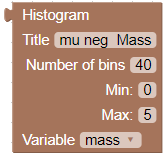 Histogram
Title mu neg Mass
Number of bins 40
Min: 0
Max: 5
Variable mass